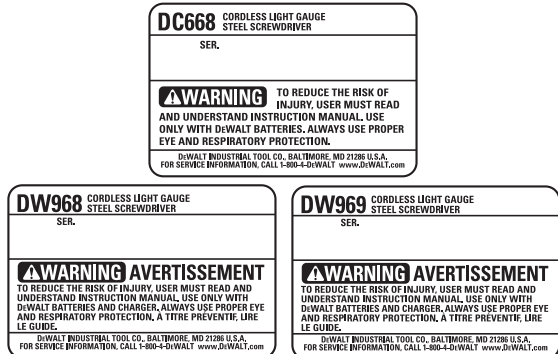 DC668 CORDLESS LIGHT GAUGE
STEEL SCREWDRIVER
SER.
WARNING TO REDUCE THE RISK OF
INJURY, USER MUST READ
AND UNDERSTAND INSTRUCTION MANUAL. USE
ONLY WITH DEWALT BATTERIES. ALWAYS USE PROPER
EYE AND RESPIRATORY PROTECTION.
DEWALT INDUSTRIAL TOOL CO., BALTIMORE, MD 21286 U.S.A.
FOR SERVICE INFORMATION, CALL 1-800-4-DEWALT www.DEWALT.com
DW968 CORDLESS LIGHT GAUGE
STEEL SCREWDRIVER
SER.
WARNING AVERTISSEMENT
TO REDUCE THE RISK OF INJURY, USER MUST READ AND
UNDERSTAND INSTRUCTION MANUAL. USE ONLY WITH
DEWALT BATTERIES AND CHARGER. ALWAYS USE PROPER EYE
AND RESPIRATORY PROTECTION. À TITRE PRÉVENTIF, LIRE
LE GUIDE.
DEWALT INDUSTRIAL TOOL CO., BALTIMORE, MD 21286 U.S.A.
FOR SERVICE INFORMATION, CALL 1-800-4-DEWALT www.DEWALT.com
DW969 CORDLESS LIGHT GAUGE
STEEL SCREWDRIVER
SER.
WARNING AVERTISSEMENT
TO REDUCE THE RISK OF INJURY, USER MUST READ AND
UNDERSTAND INSTRUCTION MANUAL. USE ONLY WITH
DEWALT BATTERIES AND CHARGER. ALWAYS USE PROPER EYE
AND RESPIRATORY PROTECTION. À TITRE PRÉVENTIF, LIRE
LE GUIDE.
DEWALT INDUSTRIAL TOOL CO., BALTIMORE, MD 21286 U.S.A.
FOR SERVICE INFORMATION, CALL 1-800-4-DEWALT www.DEWALT.com